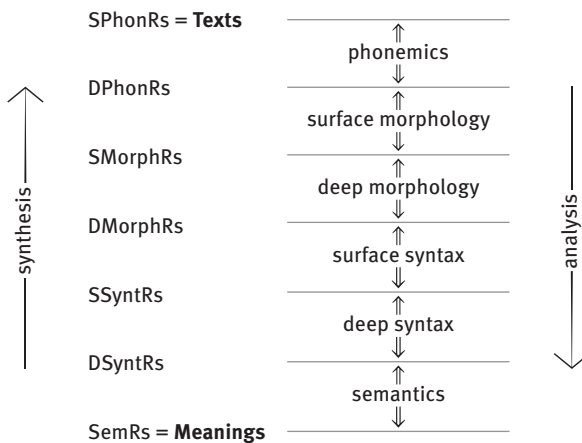 SPhonRs = Texts
phonemics
DPhonRs
surface morphology
SMorphRs
deep morphology
DMorphRs
surface syntax
SSyntRs
deep syntax
DSyntRs
semantics
SemRs = Meanings
synthesis
analysis